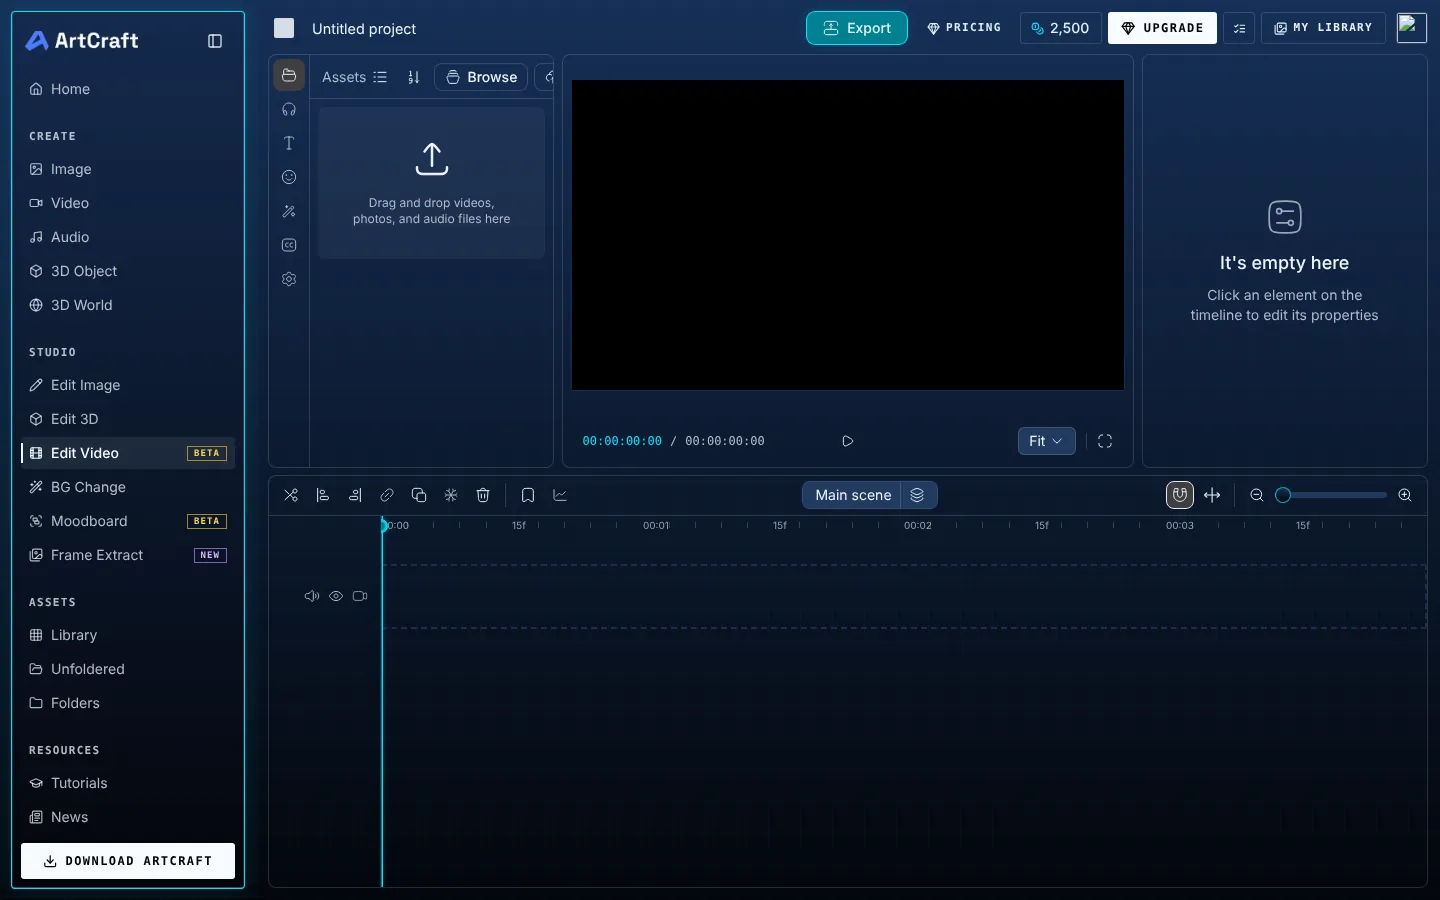 ArtCraft
Home
CREATE
Image
Video
Audio
3D Object
3D World
STUDIO
Edit Image
Edit 3D
Edit Video BETA
BG Change
Moodboard BETA
Frame Extract NEW
ASSETS
Library
Unfoldered
Folders
RESOURCES
Tutorials
News
DOWNLOAD ARTCRAFT
Untitled project
Export
PRICING
2,500
UPGRADE
MY LIBRARY
Assets
Browse
Drag and drop videos,
photos, and audio files here
00:00:00:00 / 00:00:00:00
Fit
It's empty here
Click an element on the
timeline to edit its properties
Main scene
0:00 15f 00:01 15f 00:02 15f 00:03 15f